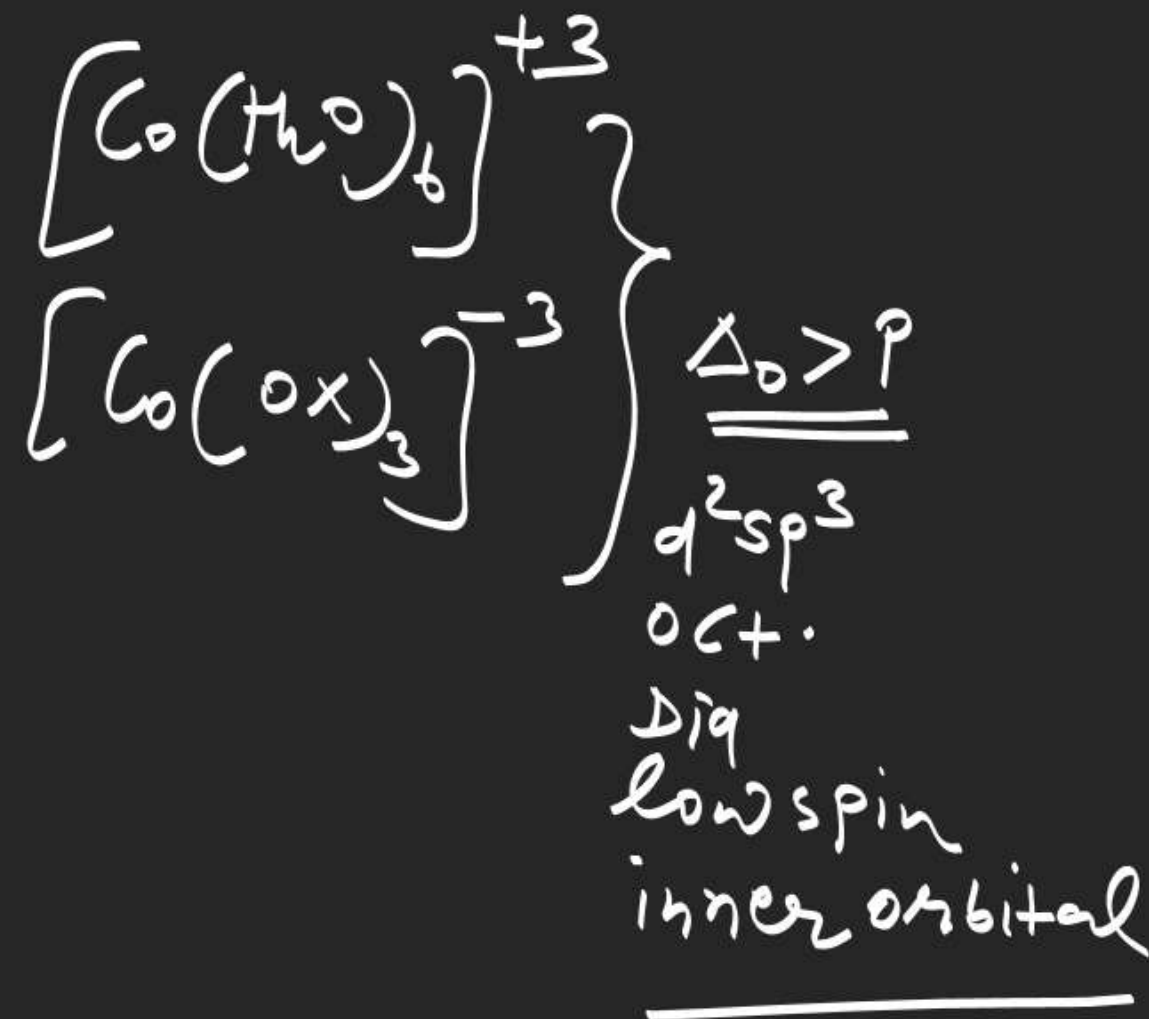 [Co(H₂O)₆]⁺³
[Co(ox)₃]⁻³
Δ₀ > P
d²sp³
oct.
Dia
low spin
inner orbital